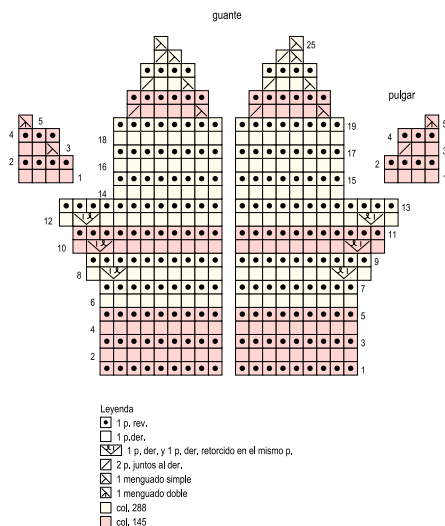 guante
25
5
4
3
2
1
18
16
14
12
10
8
6
4
2
19
17
15
13
11
9
7
5
3
1
pulgar
5
4
3
2
1
Leyenda
1 p. rev.
1 p.der.
1 p. der. y 1 p. der. retorcido en el mismo p.
2 p. juntos al der.
1 menguado simple
1 menguado doble
col. 288
col. 145